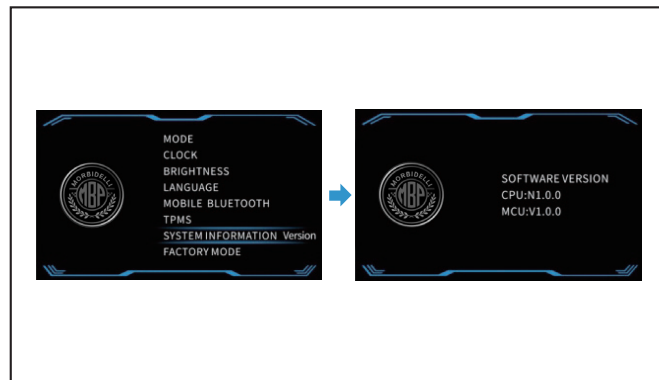 MORBIDELLI
MBP
MODE
CLOCK
BRIGHTNESS
LANGUAGE
MOBILE BLUETOOTH
TPMS
SYSTEM INFORMATION Version
FACTORY MODE
MORBIDELLI
MBP
SOFTWARE VERSION
CPU:N1.0.0
MCU:V1.0.0